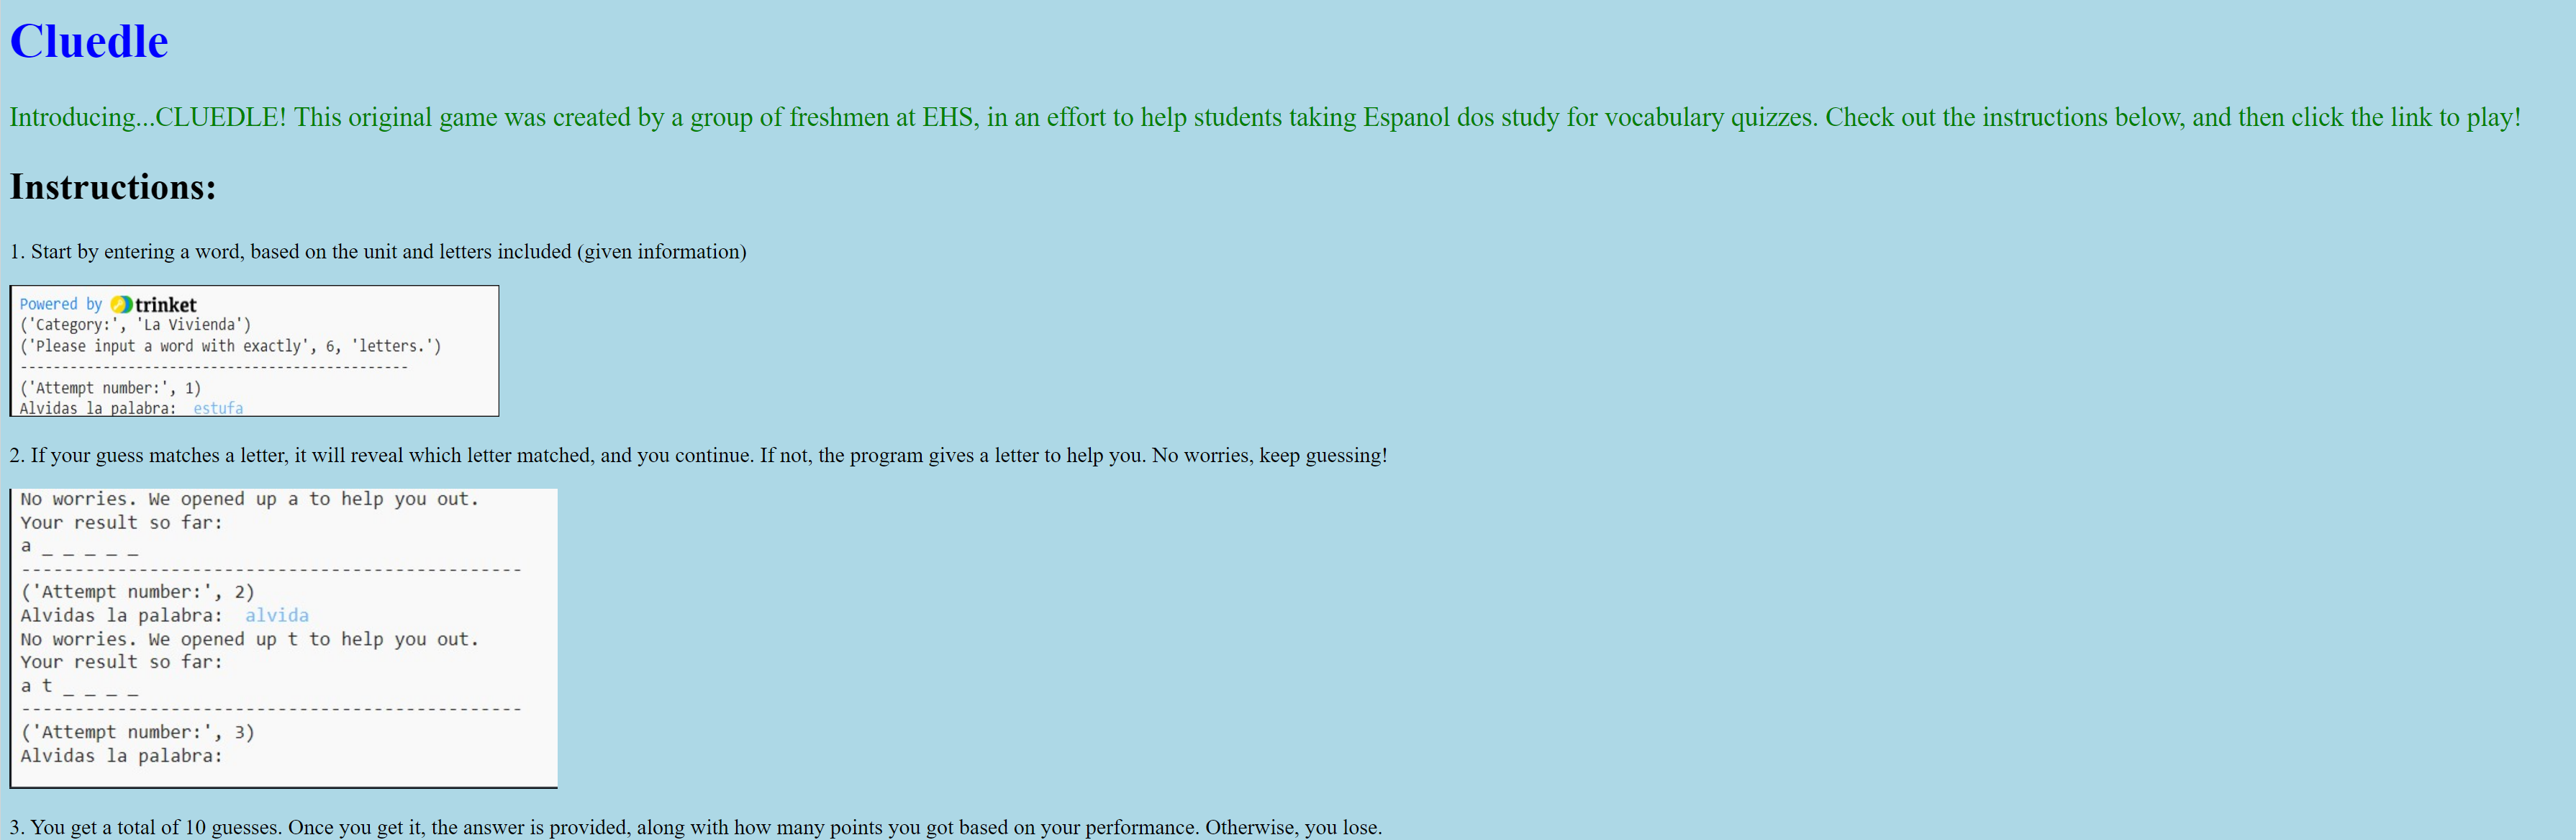 Cluedle
Introducing...CLUEDLE! This original game was created by a group of freshmen at EHS, in an effort to help students taking Espanol dos study for vocabulary quizzes. Check out the instructions below, and then click the link to play!
Instructions:
1. Start by entering a word, based on the unit and letters included (given information)
Powered by trinket
('Category:', 'La Vivienda')
('Please input a word with exactly', 6, 'letters.')
-----------------------------------------------
('Attempt number:', 1)
Alvidas la palabra: estufa
2. If your guess matches a letter, it will reveal which letter matched, and you continue. If not, the program gives a letter to help you. No worries, keep guessing!
No worries. We opened up a to help you out.
Your result so far:
a _ _ _ _ _
-----------------------------------------------
('Attempt number:', 2)
Alvidas la palabra: alvida
No worries. We opened up t to help you out.
Your result so far:
a t _ _ _ _
-----------------------------------------------
('Attempt number:', 3)
Alvidas la palabra:
3. You get a total of 10 guesses. Once you get it, the answer is provided, along with how many points you got based on your performance. Otherwise, you lose.